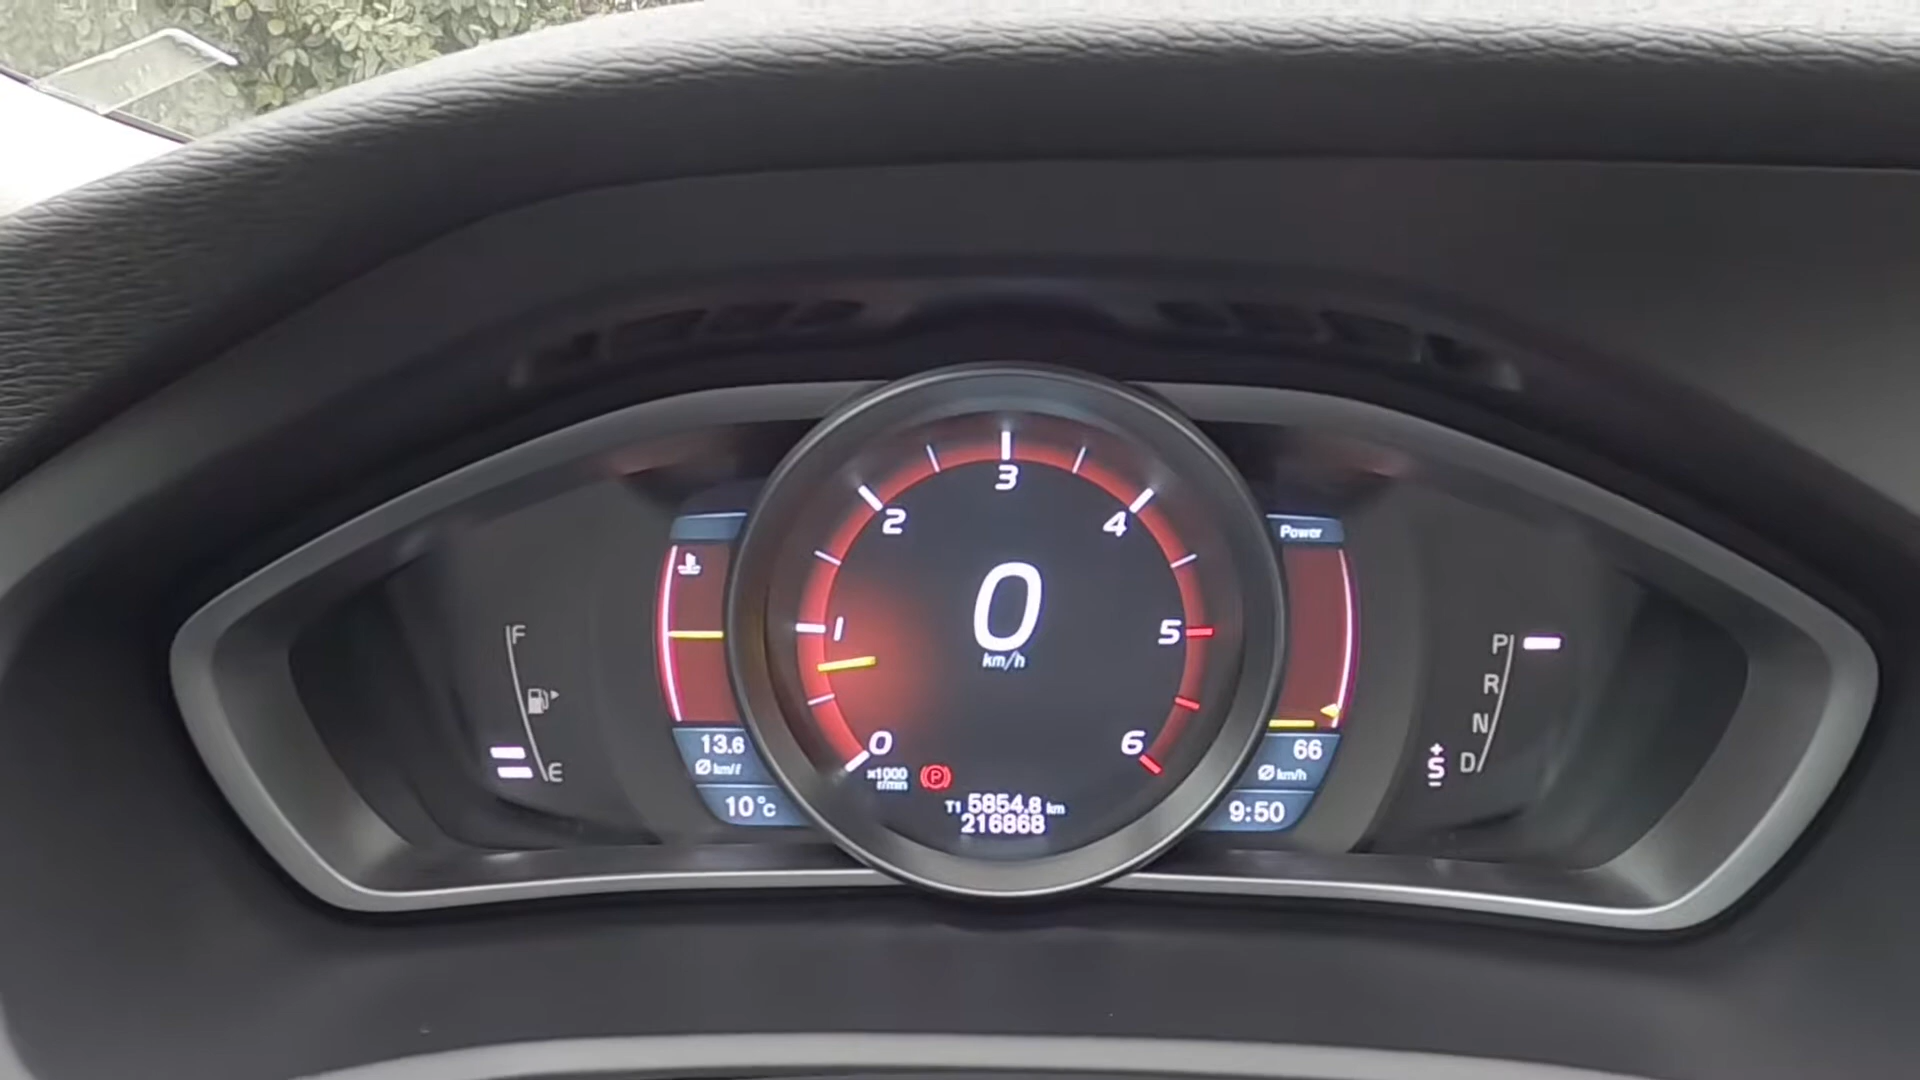 F
E
13.6
Ø km/l
10°c
0
1
2
3
4
5
6
x1000
r/min
0
km/h
P
T1 5854.8 km
216868
Power
66
Ø km/h
9:50
P
R
N
D
+
S
-